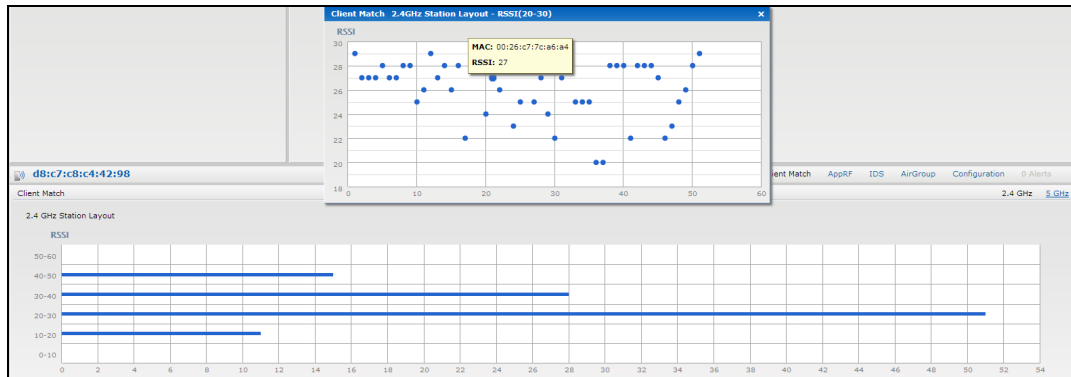 Client Match 2.4GHz Station Layout - RSSI(20-30) ×
RSSI
30
28
26
24
22
20
18
0 10 20 30 40 50 60
MAC: 00:26:c7:7c:a6:a4
RSSI: 27
d8:c7:c8:c4:42:98
ient Match AppRF IDS AirGroup Configuration 0 Alerts
Client Match 2.4 GHz 5 GHz
2.4 GHz Station Layout
RSSI
50-60
40-50
30-40
20-30
10-20
0-10
0 2 4 6 8 10 12 14 16 18 20 22 24 26 28 30 32 34 36 38 40 42 44 46 48 50 52 54